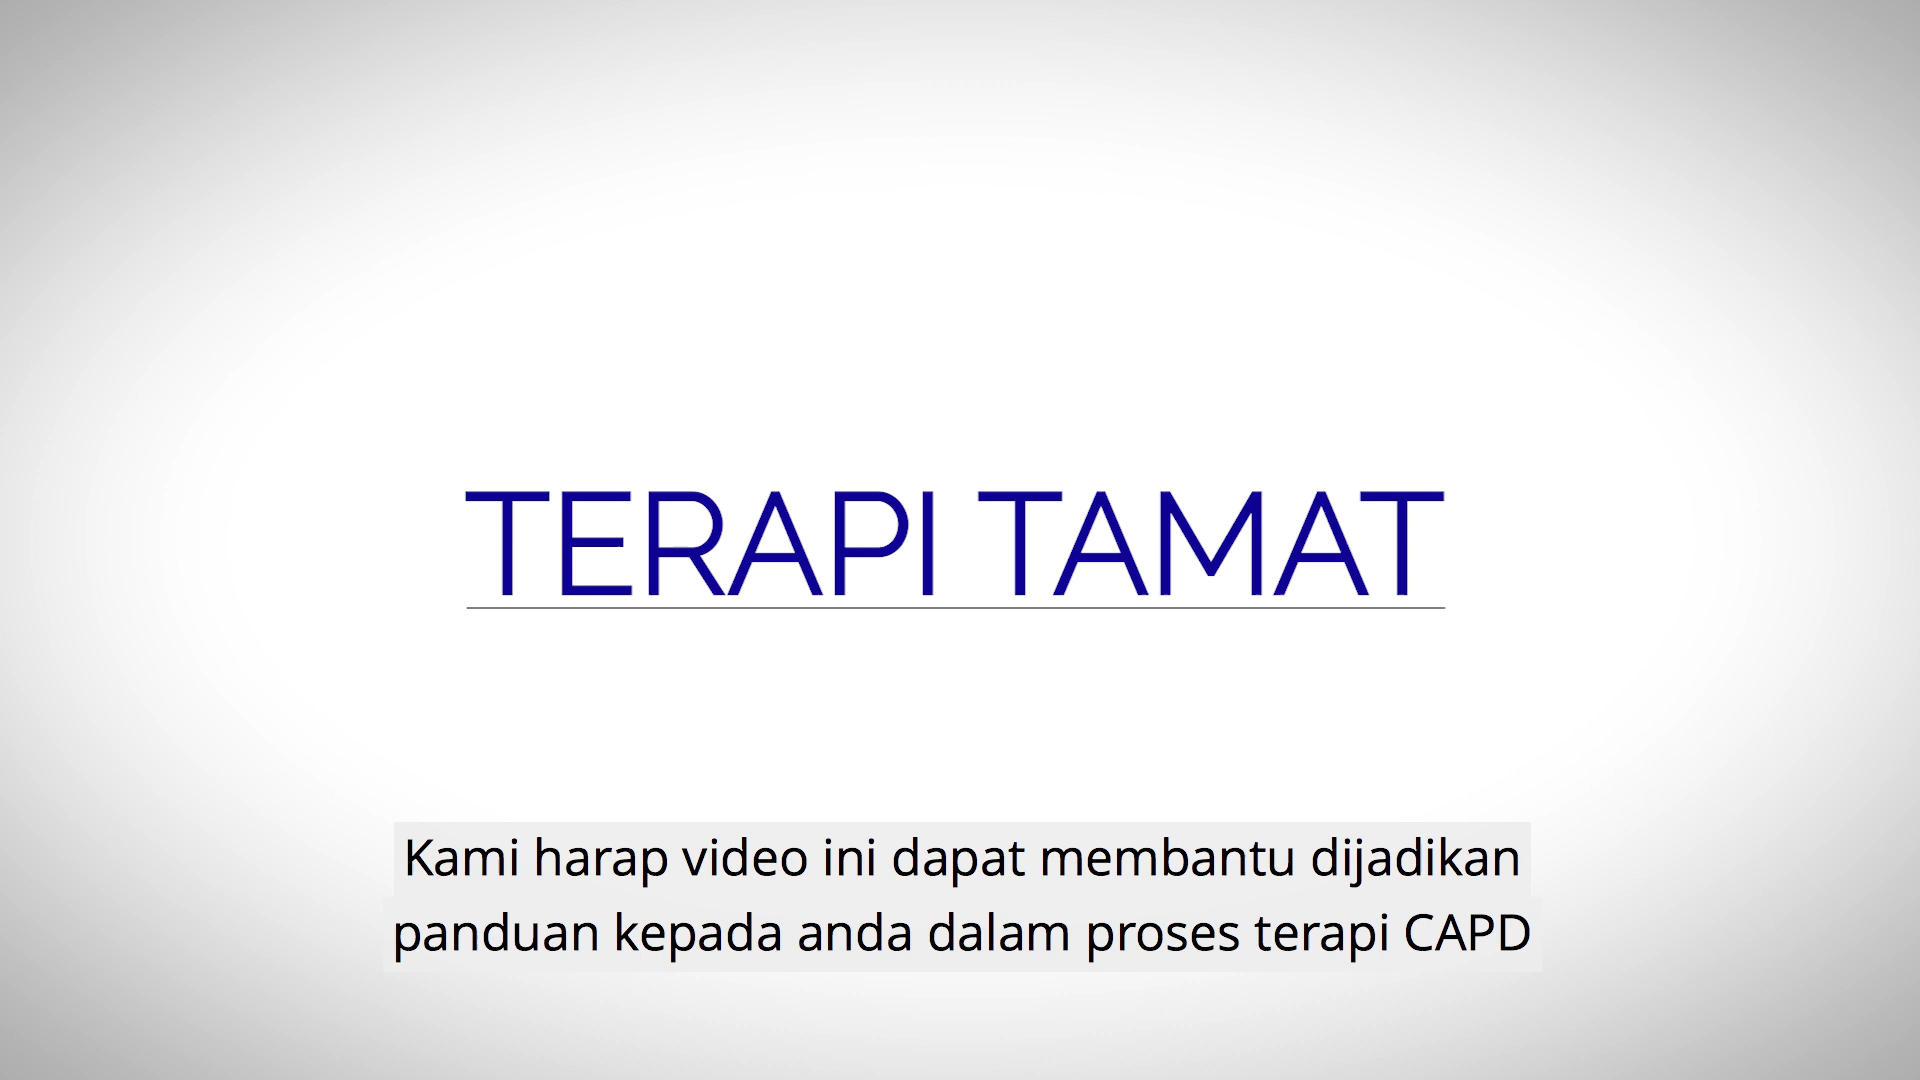 TERAPI TAMAT
Kami harap video ini dapat membantu dijadikan
panduan kepada anda dalam proses terapi CAPD